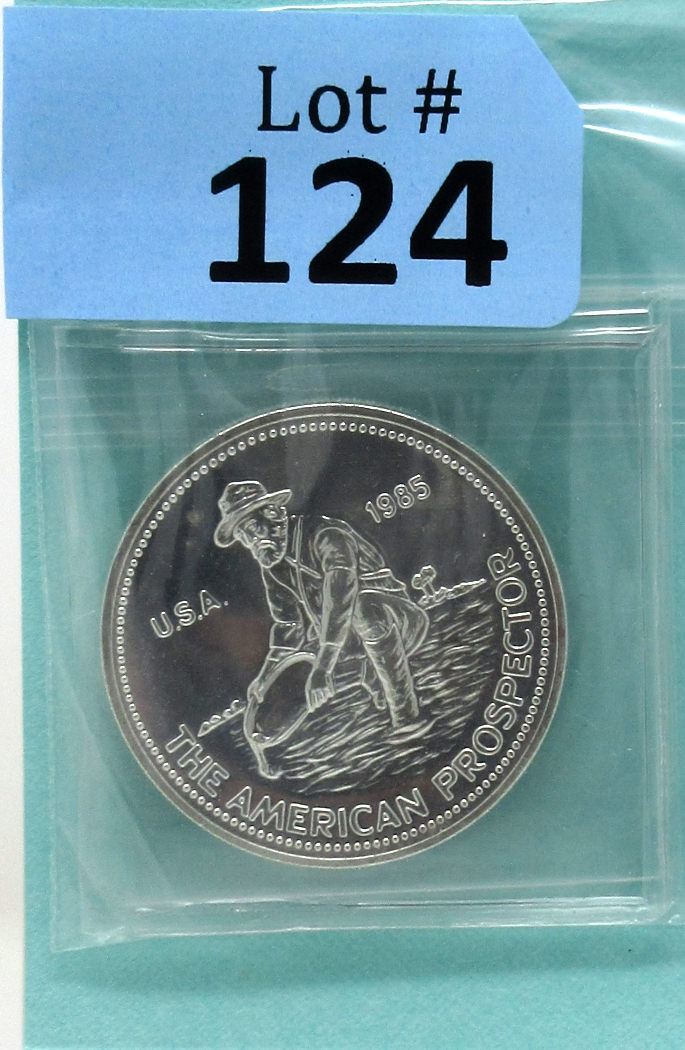 Lot #
124
1985
U.S.A.
THE AMERICAN PROSPECTOR